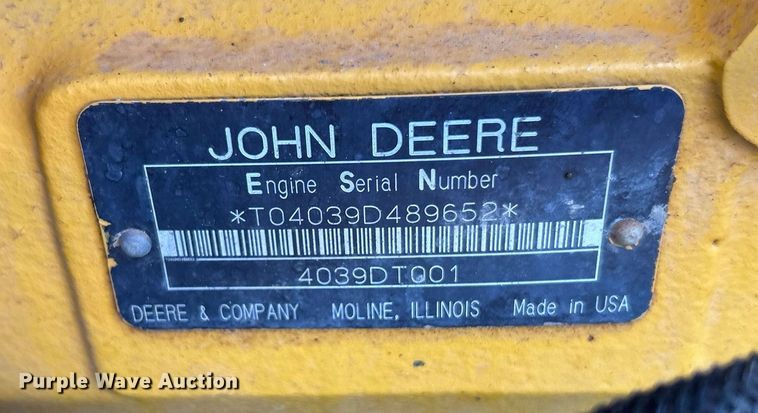 JOHN DEERE
Engine Serial Number
*T04039D489652*
4039DT001
DEERE & COMPANY MOLINE, ILLINOIS Made in USA
Purple Wave Auction